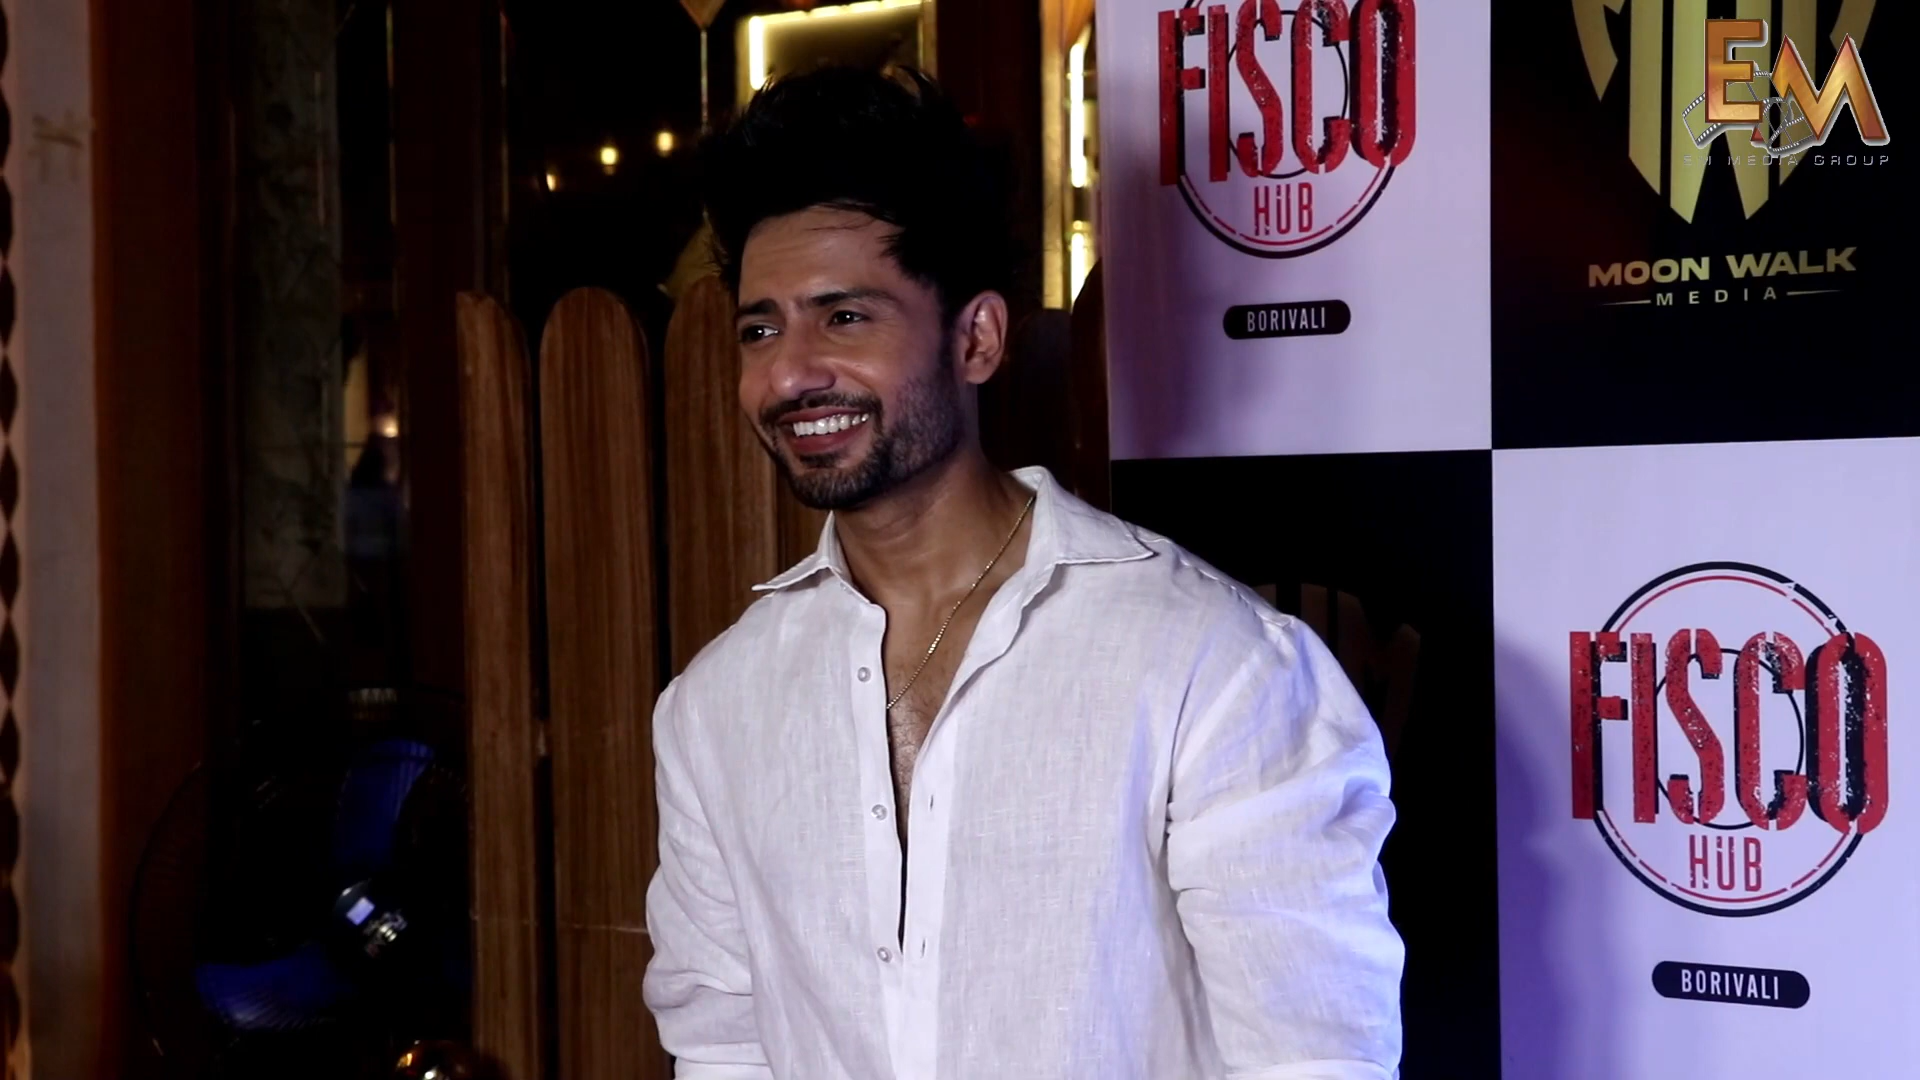 FISCO
HUB
BORIVALI
EM
EM MEDIA GROUP
MOON WALK
MEDIA
FISCO
HUB
BORIVALI